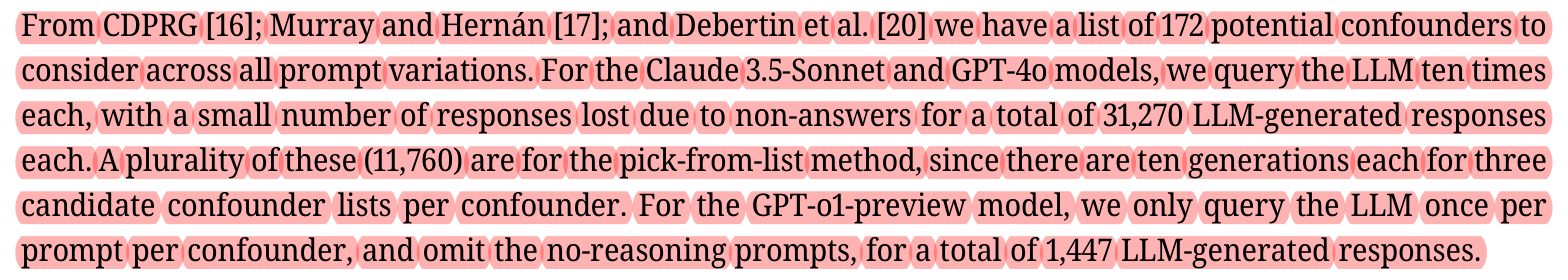 From CDPRG [16]; Murray and Hernán [17]; and Debertin et al. [20] we have a list of 172 potential confounders to
consider across all prompt variations. For the Claude 3.5-Sonnet and GPT-4o models, we query the LLM ten times
each, with a small number of responses lost due to non-answers for a total of 31,270 LLM-generated responses
each. A plurality of these (11,760) are for the pick-from-list method, since there are ten generations each for three
candidate confounder lists per confounder. For the GPT-o1-preview model, we only query the LLM once per
prompt per confounder, and omit the no-reasoning prompts, for a total of 1,447 LLM-generated responses.